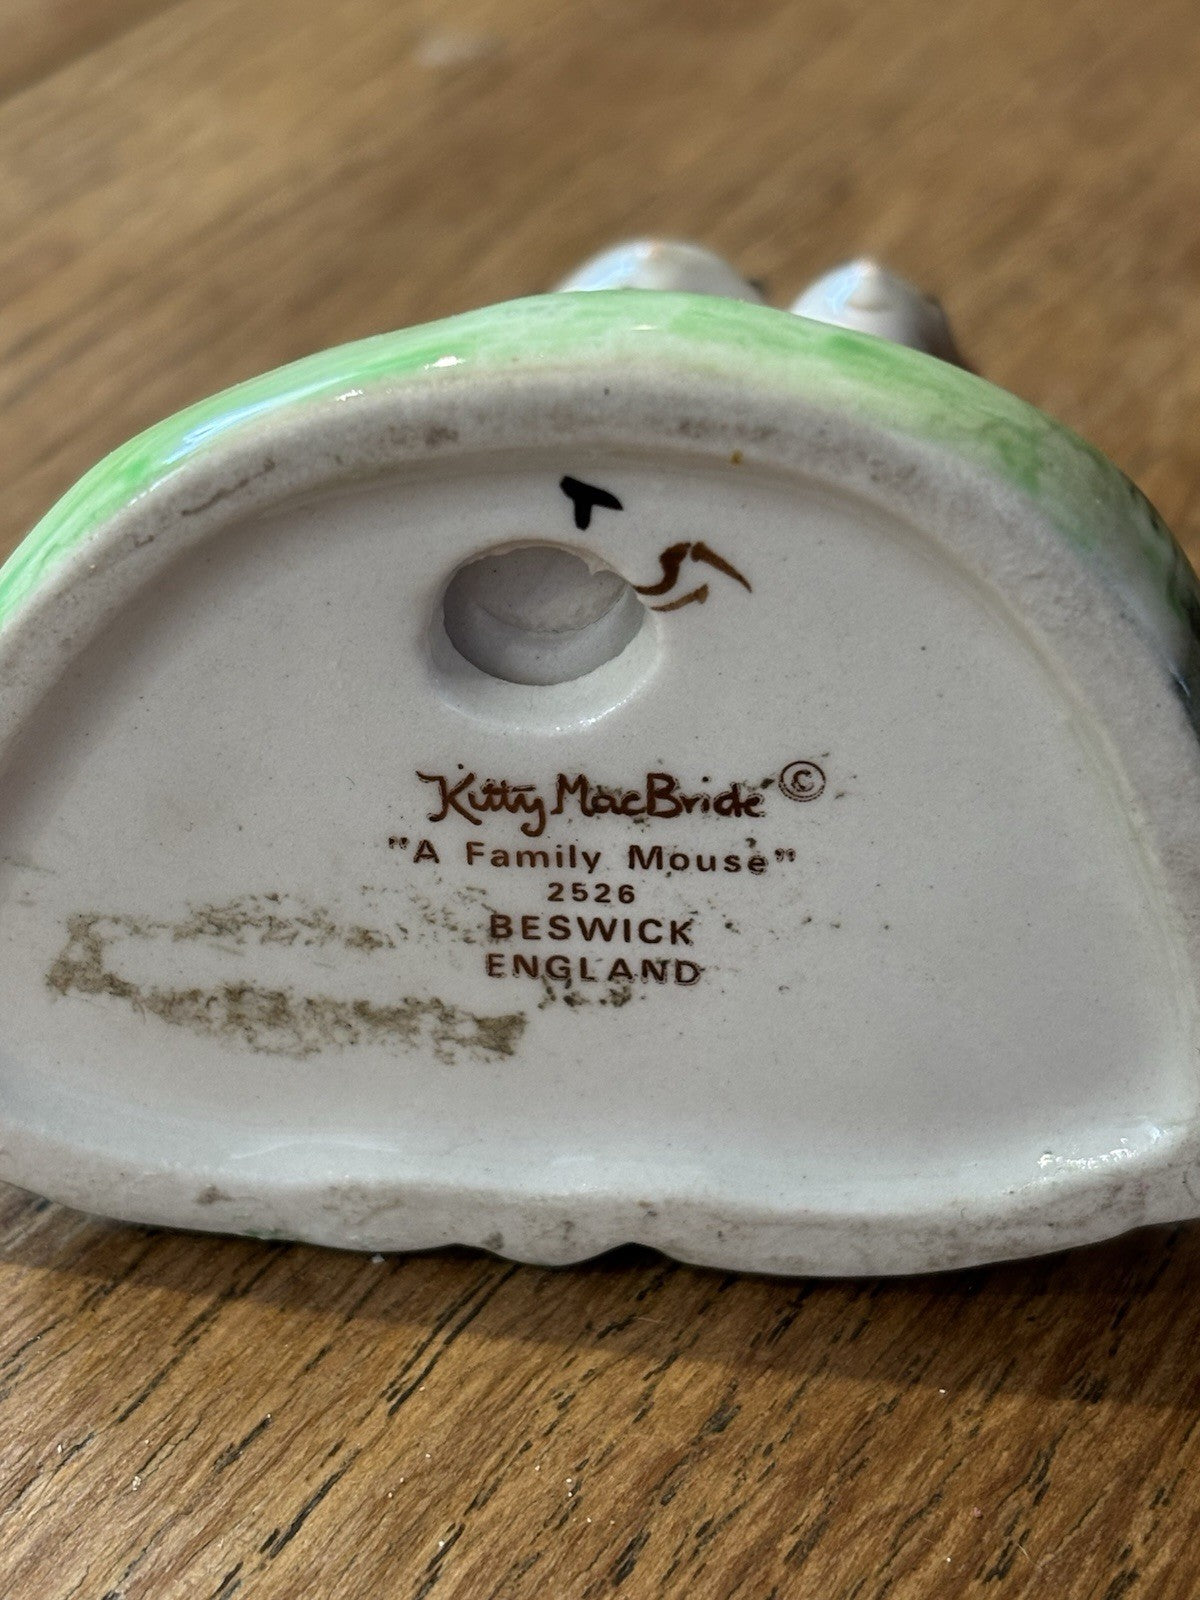 Kitty MacBride ©
"A Family Mouse"
2526
BESWICK
ENGLAND